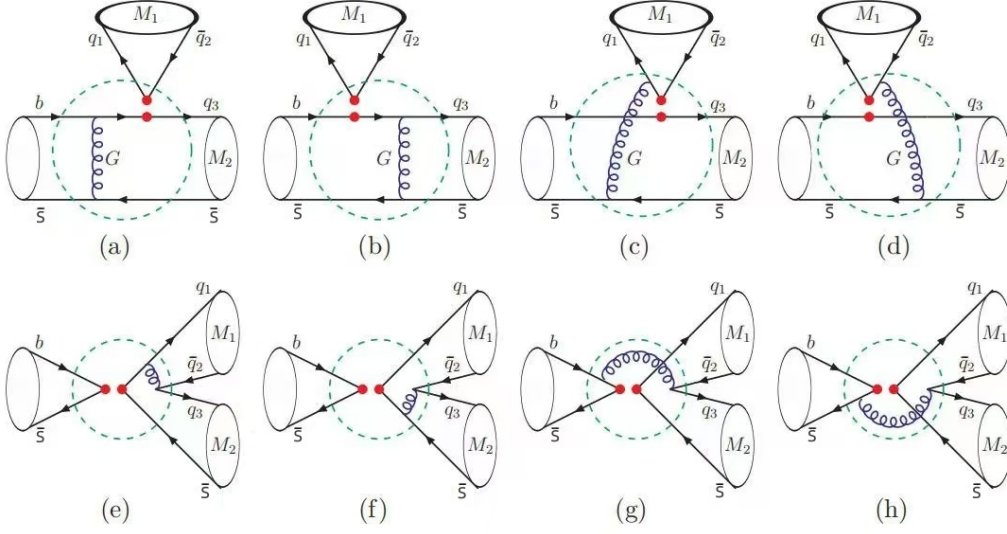 M₁ M₁ M₁ M₁
q₁ q̄₂ q₁ q̄₂ q₁ q̄₂ q₁ q̄₂
b q₃ b q₃ b q₃ b q₃
G M₂ G M₂ G M₂ G M₂
s̄ s̄ s̄ s̄ s̄ s̄ s̄ s̄
(a) (b) (c) (d)
q₁ q₁ q₁ q₁
b M₁ b M₁ b M₁ b M₁
q̄₂ q̄₂ q̄₂ q̄₂
q₃ q₃ q₃ q₃
s̄ M₂ s̄ M₂ s̄ M₂ s̄ M₂
s̄ s̄ s̄ s̄
(e) (f) (g) (h)